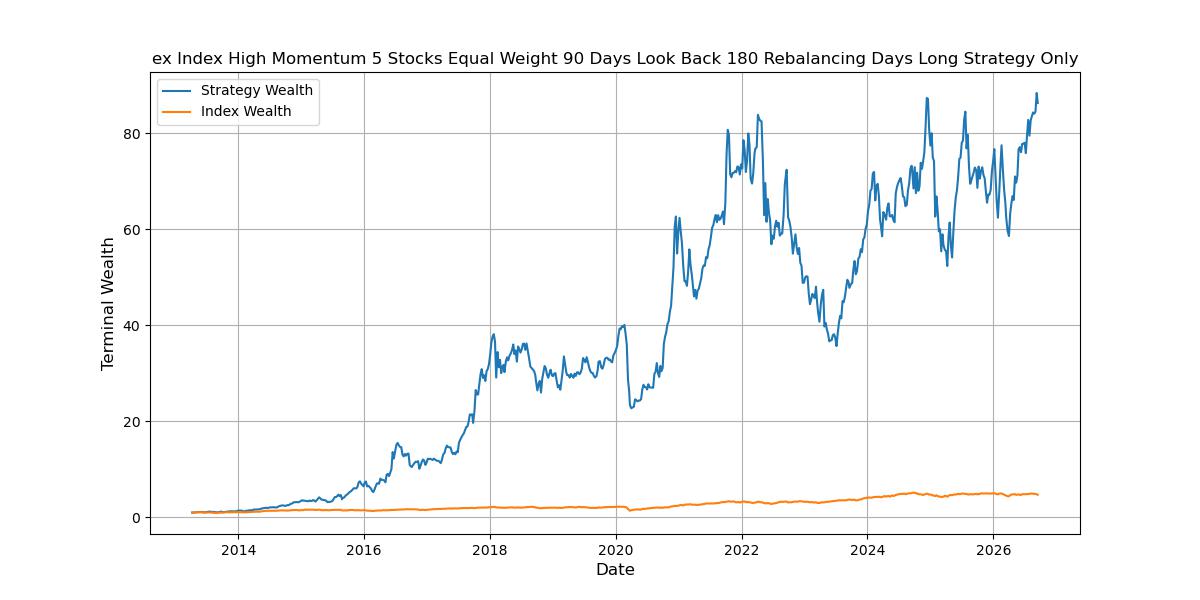 ex Index High Momentum 5 Stocks Equal Weight 90 Days Look Back 180 Rebalancing Days Long Strategy Only
Strategy Wealth
Index Wealth
Terminal Wealth
80
60
40
20
0
2014 2016 2018 2020 2022 2024 2026
Date